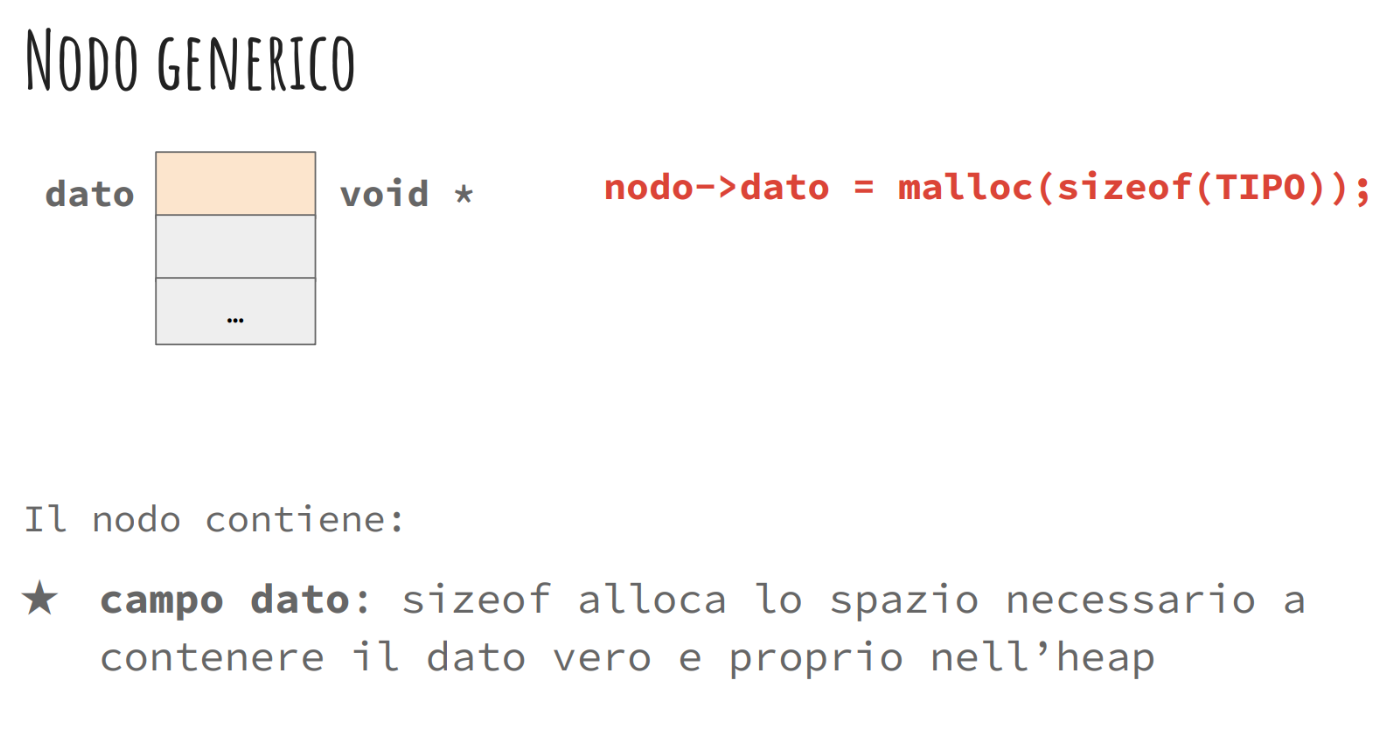 Nodo generico
dato
void *
nodo->dato = malloc(sizeof(TIPO));
…
Il nodo contiene:
★ campo dato: sizeof alloca lo spazio necessario a
contenere il dato vero e proprio nell’heap